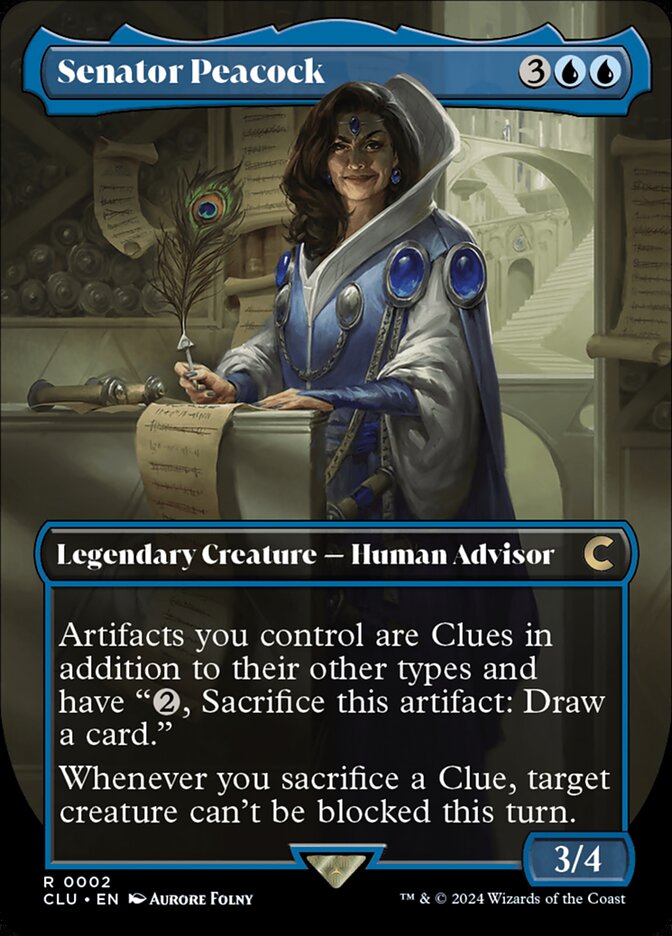 Senator Peacock 3
Legendary Creature — Human Advisor C
Artifacts you control are Clues in
addition to their other types and
have “2, Sacrifice this artifact: Draw
a card.”
Whenever you sacrifice a Clue, target
creature can’t be blocked this turn.
3/4
R 0002
CLU • EN AURORE FOLNY
™ & © 2024 Wizards of the Coast